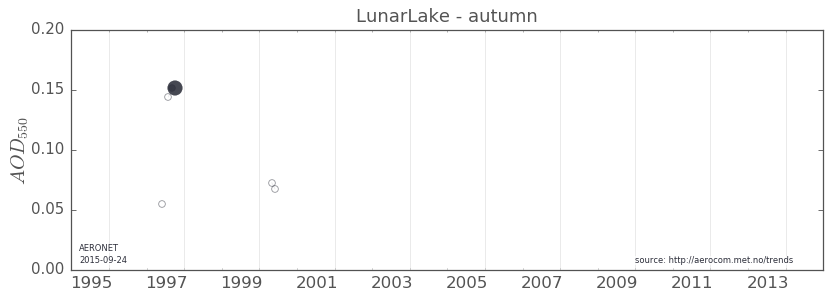 LunarLake - autumn
0.20
0.15
0.10
0.05
0.00
AOD550
AERONET
2015-09-24
source: http://aerocom.met.no/trends
1995 1997 1999 2001 2003 2005 2007 2009 2011 2013